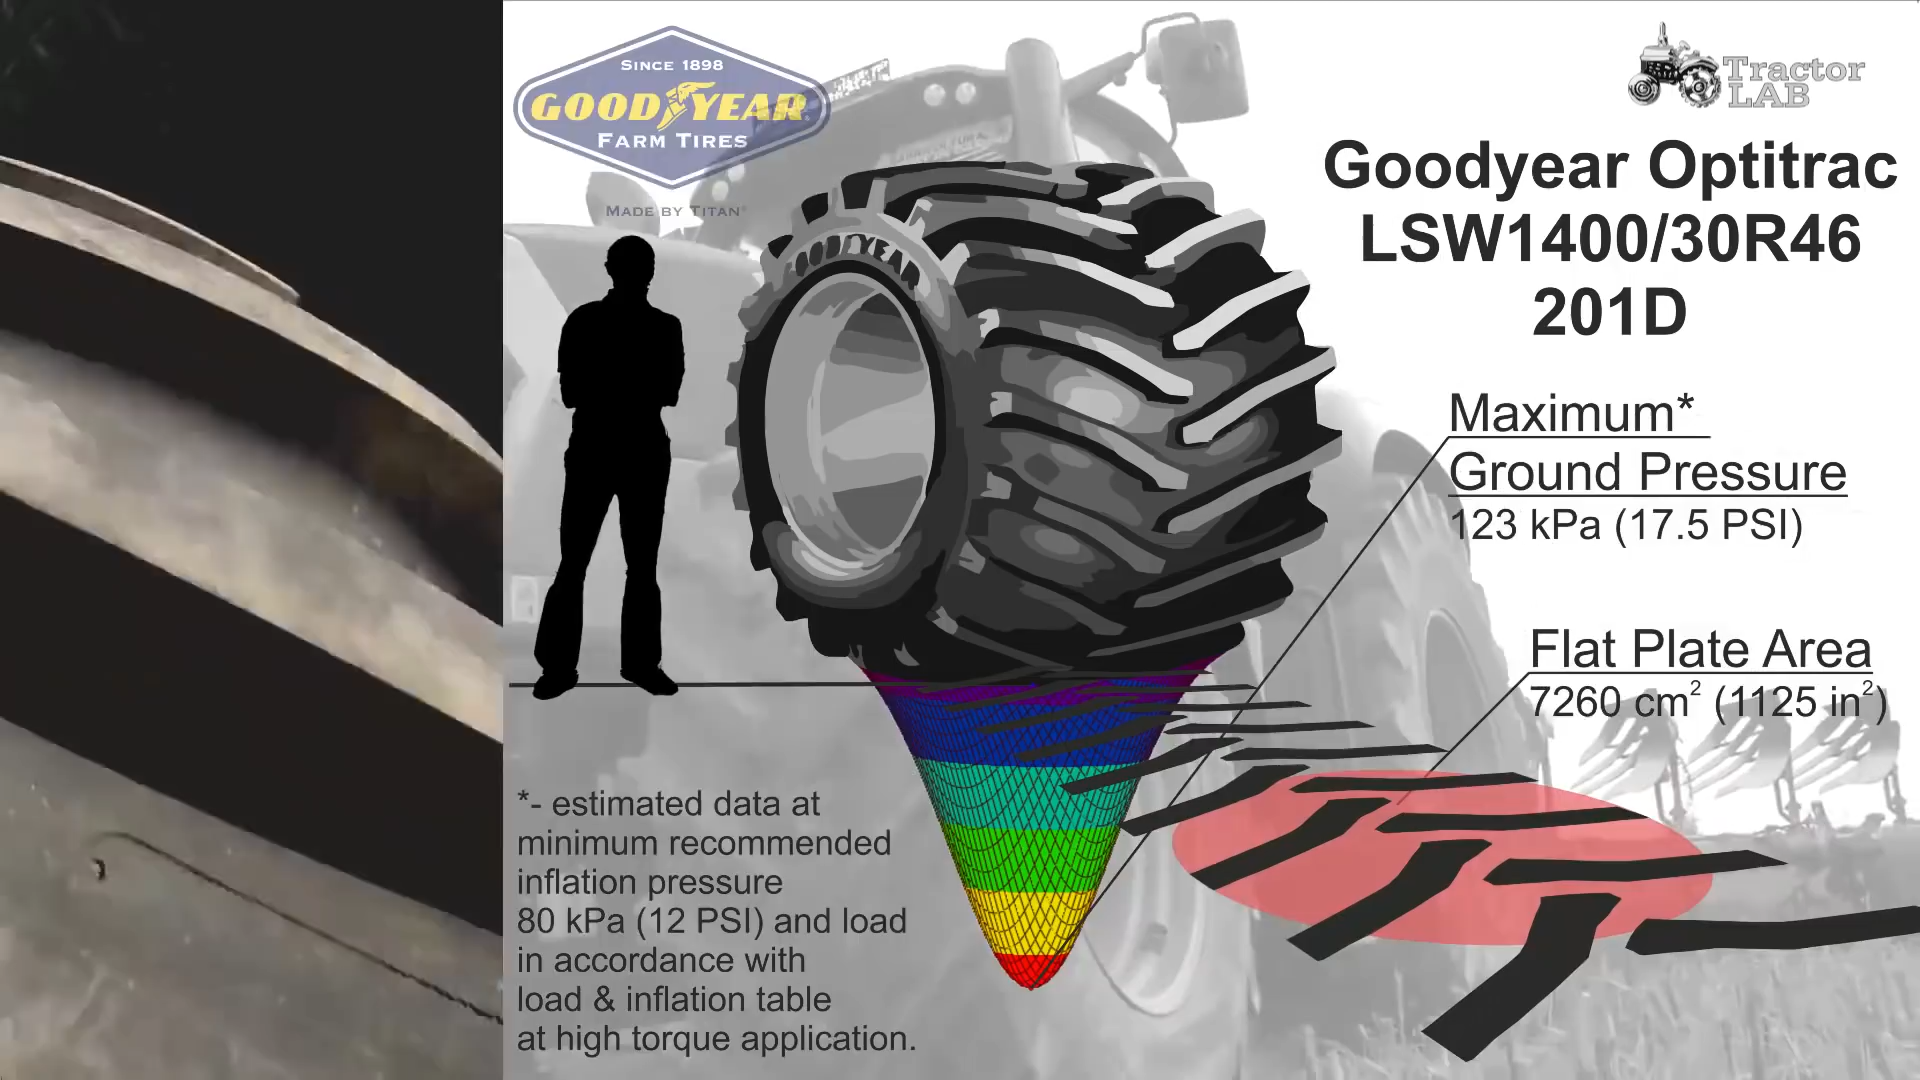 SINCE 1898
GOODYEAR
FARM TIRES
MADE BY TITAN®
GOODYEAR
Tractor
LAB
Goodyear Optitrac
LSW1400/30R46
201D
Maximum*
Ground Pressure
123 kPa (17.5 PSI)
Flat Plate Area
7260 cm² (1125 in²)
*- estimated data at
minimum recommended
inflation pressure
80 kPa (12 PSI) and load
in accordance with
load & inflation table
at high torque application.